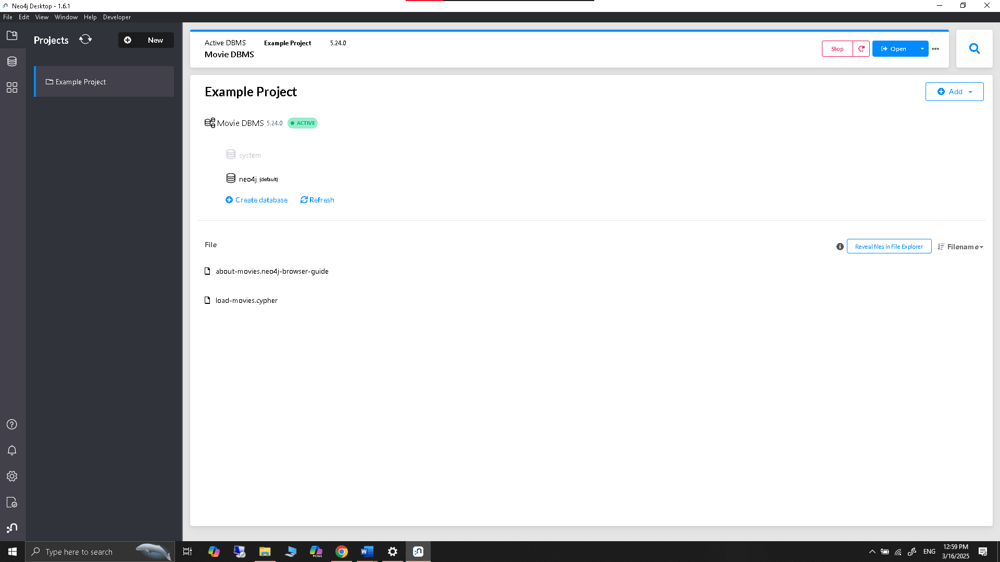 Neo4j Desktop - 1.6.1
File Edit View Window Help Developer
Projects
New
Example Project
Active DBMS Example Project 5.24.0
Movie DBMS
Stop
Open
Example Project
Add
Movie DBMS 5.24.0 ACTIVE
system
neo4j (default)
Create database Refresh
File
Reveal files in File Explorer
Filename
about-movies.neo4j-browser-guide
load-movies.cypher
Type here to search
M365
ENG
12:59 PM
3/16/2025